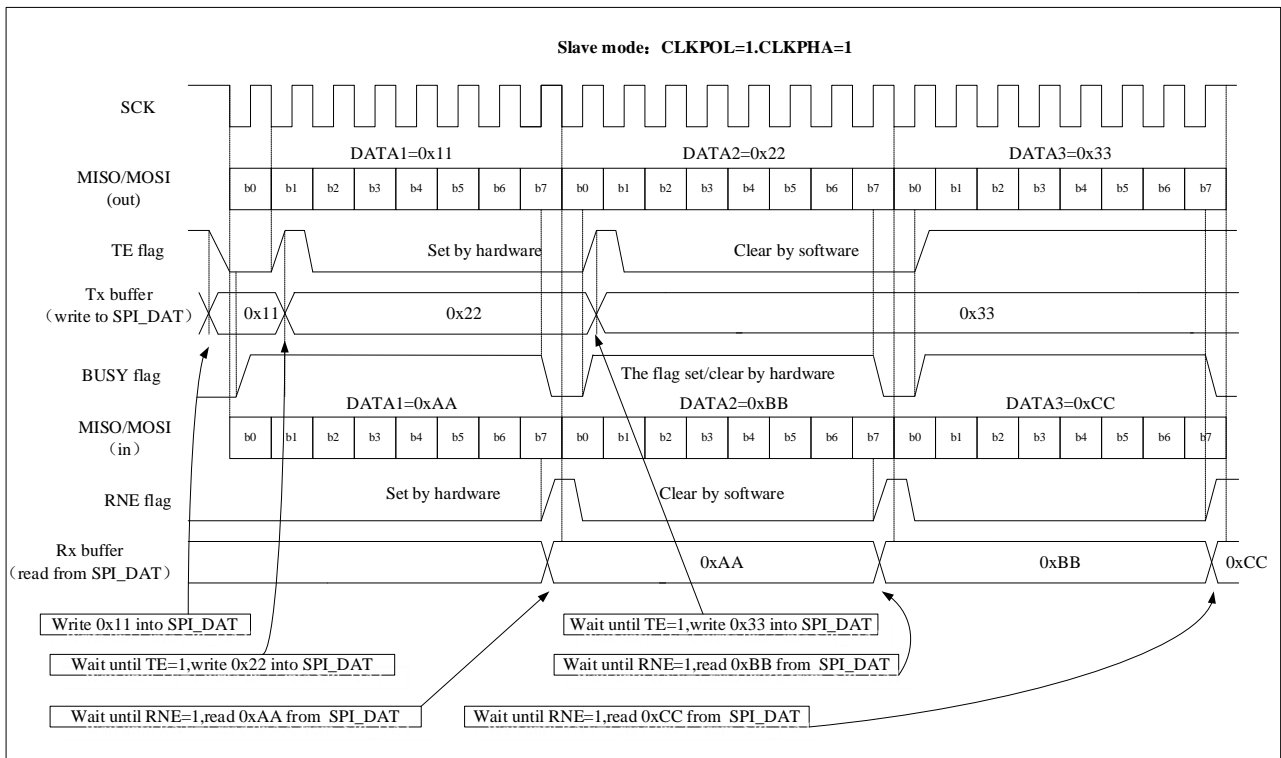 Slave mode：CLKPOL=1.CLKPHA=1
SCK
DATA1=0x11 DATA2=0x22 DATA3=0x33
MISO/MOSI
(out)
b0 b1 b2 b3 b4 b5 b6 b7 b0 b1 b2 b3 b4 b5 b6 b7 b0 b1 b2 b3 b4 b5 b6 b7
TE flag Set by hardware Clear by software
Tx buffer
（write to SPI_DAT） 0x11 0x22 0x33
BUSY flag The flag set/clear by hardware
DATA1=0xAA DATA2=0xBB DATA3=0xCC
MISO/MOSI
（in）
b0 b1 b2 b3 b4 b5 b6 b7 b0 b1 b2 b3 b4 b5 b6 b7 b0 b1 b2 b3 b4 b5 b6 b7
RNE flag Set by hardware Clear by software
Rx buffer
（read from SPI_DAT） 0xAA 0xBB 0xCC
Write 0x11 into SPI_DAT Wait until TE=1,write 0x33 into SPI_DAT
Wait until TE=1,write 0x22 into SPI_DAT Wait until RNE=1,read 0xBB from SPI_DAT
Wait until RNE=1,read 0xAA from SPI_DAT Wait until RNE=1,read 0xCC from SPI_DAT